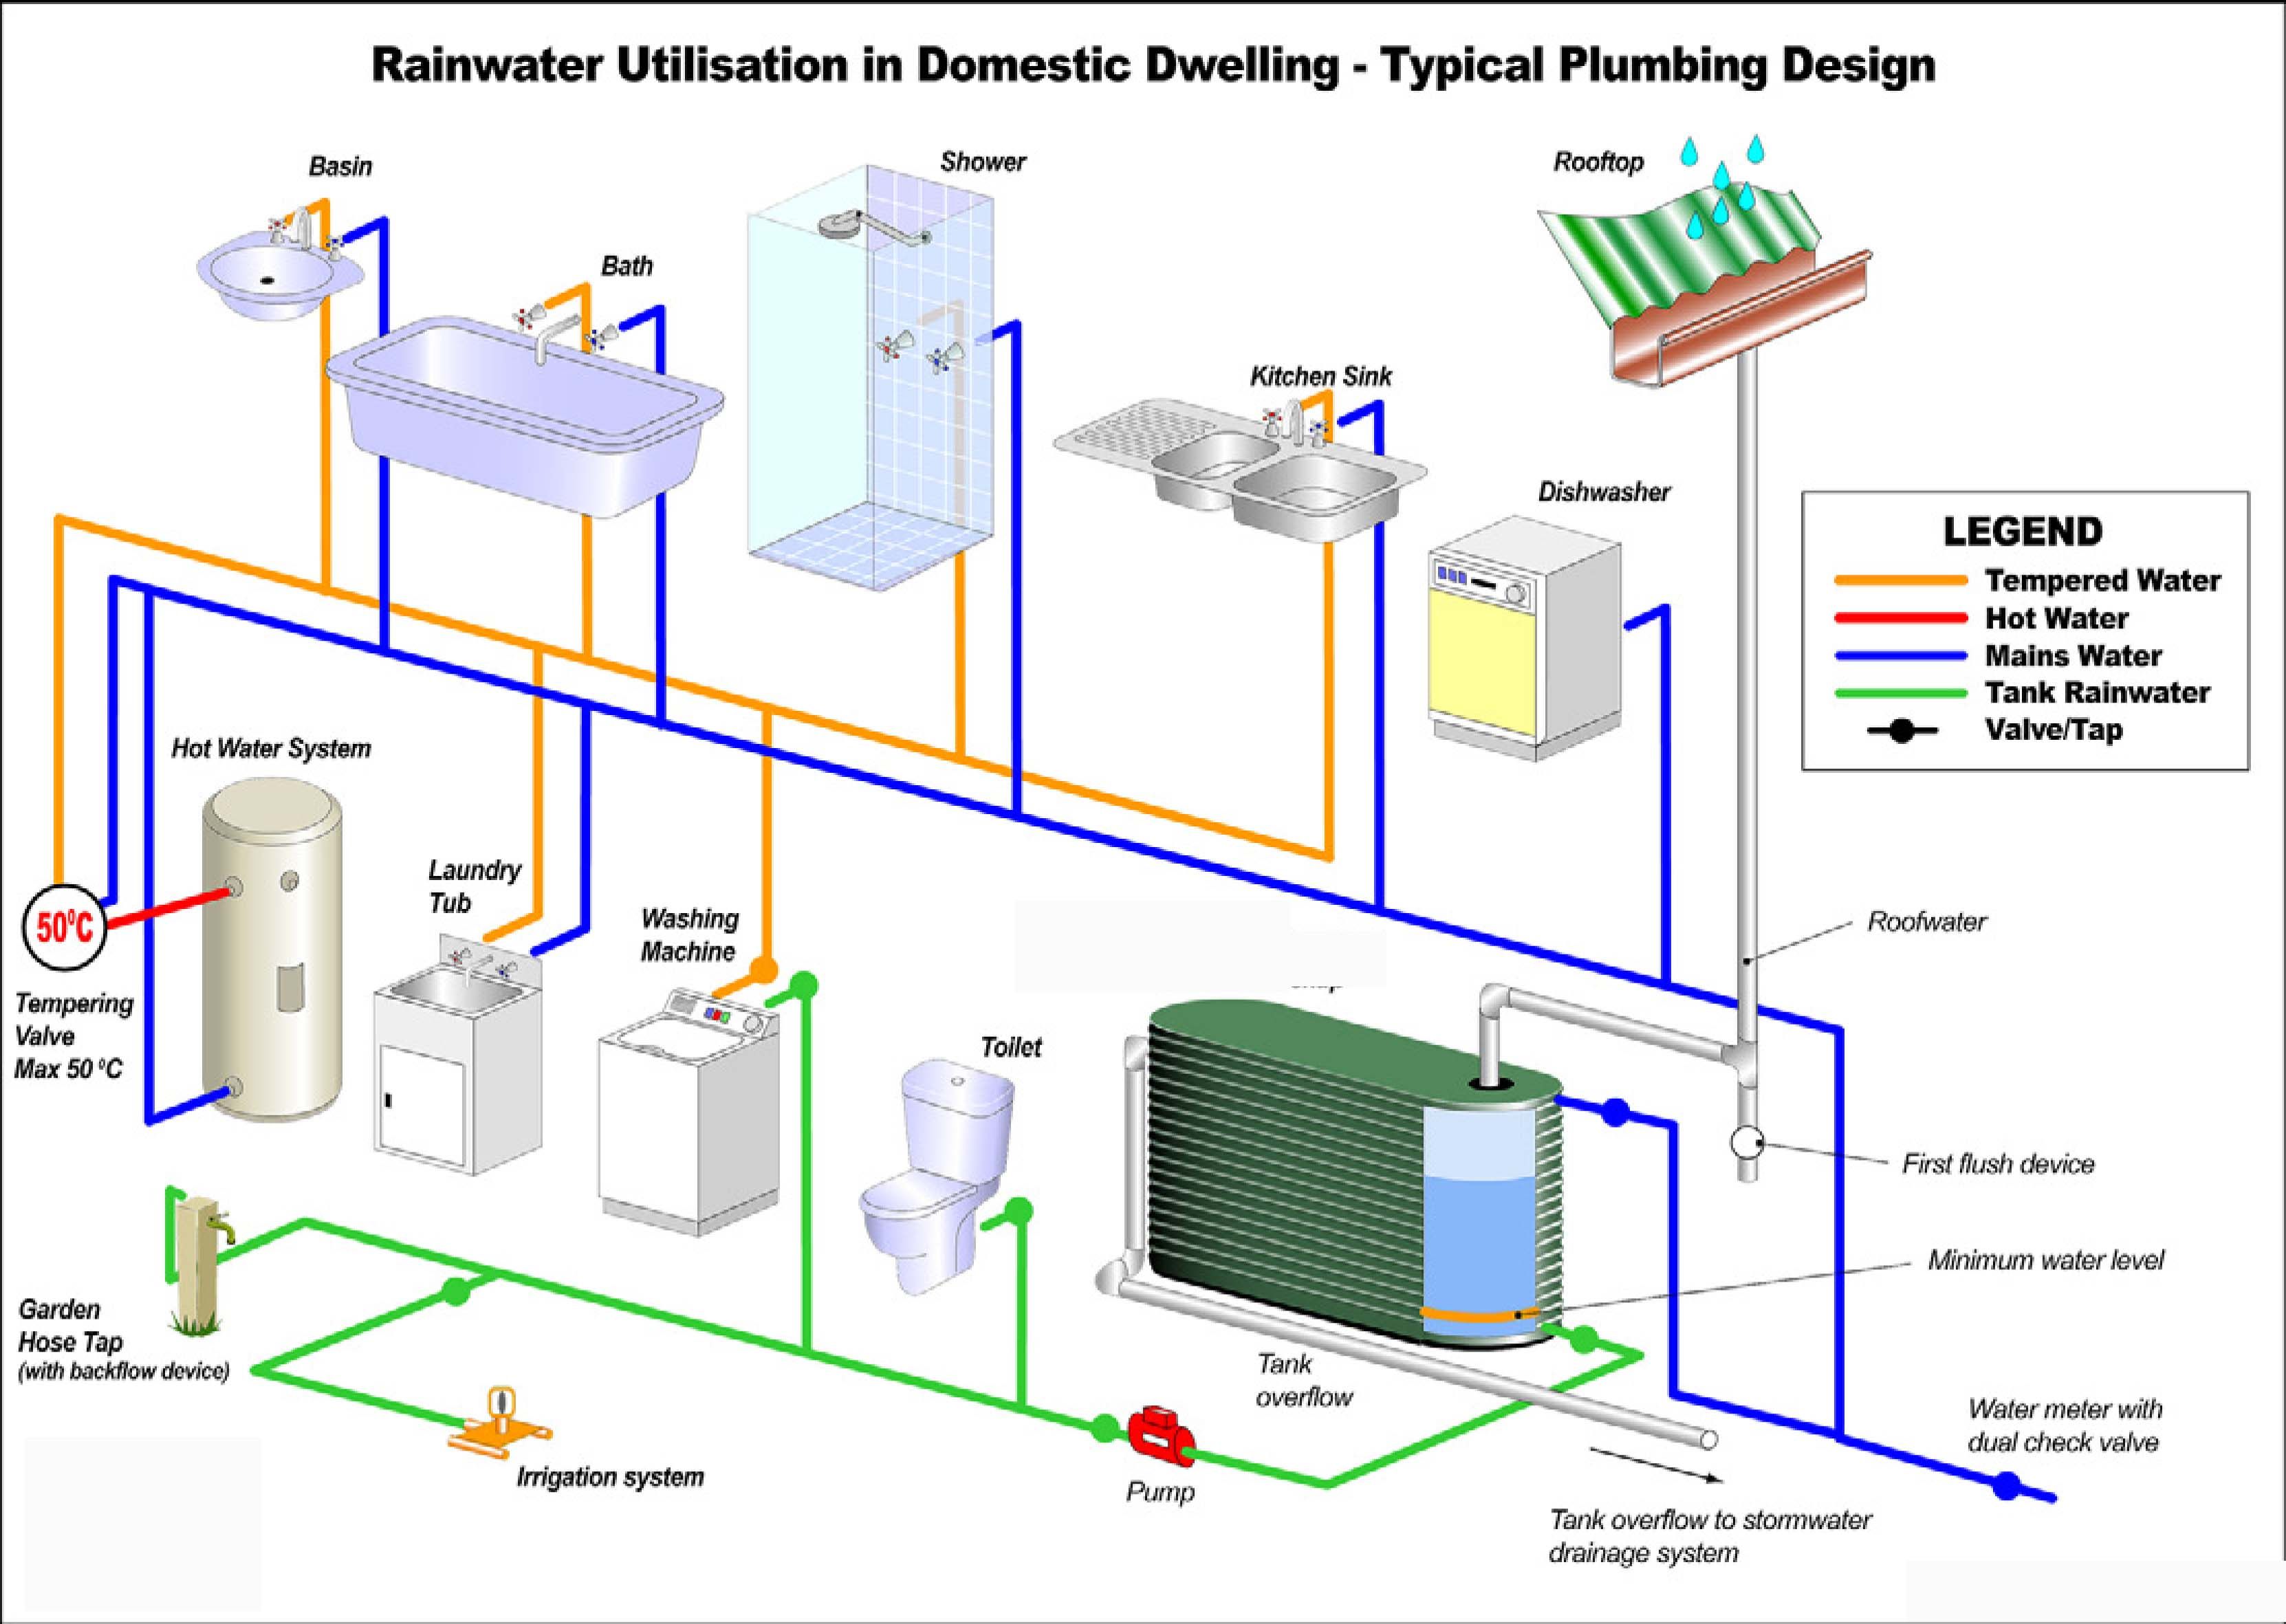 Rainwater Utilisation in Domestic Dwelling - Typical Plumbing Design
Basin
Shower
Rooftop
Bath
Kitchen Sink
Dishwasher
LEGEND
Tempered Water
Hot Water
Mains Water
Tank Rainwater
Valve/Tap
Hot Water System
Laundry
Tub
Washing
Machine
50⁰C
Roofwater
Tempering
Valve
Max 50 ⁰C
Toilet
First flush device
Minimum water level
Garden
Hose Tap
(with backflow device)
Tank
overflow
Water meter with
dual check valve
Irrigation system
Pump
Tank overflow to stormwater
drainage system